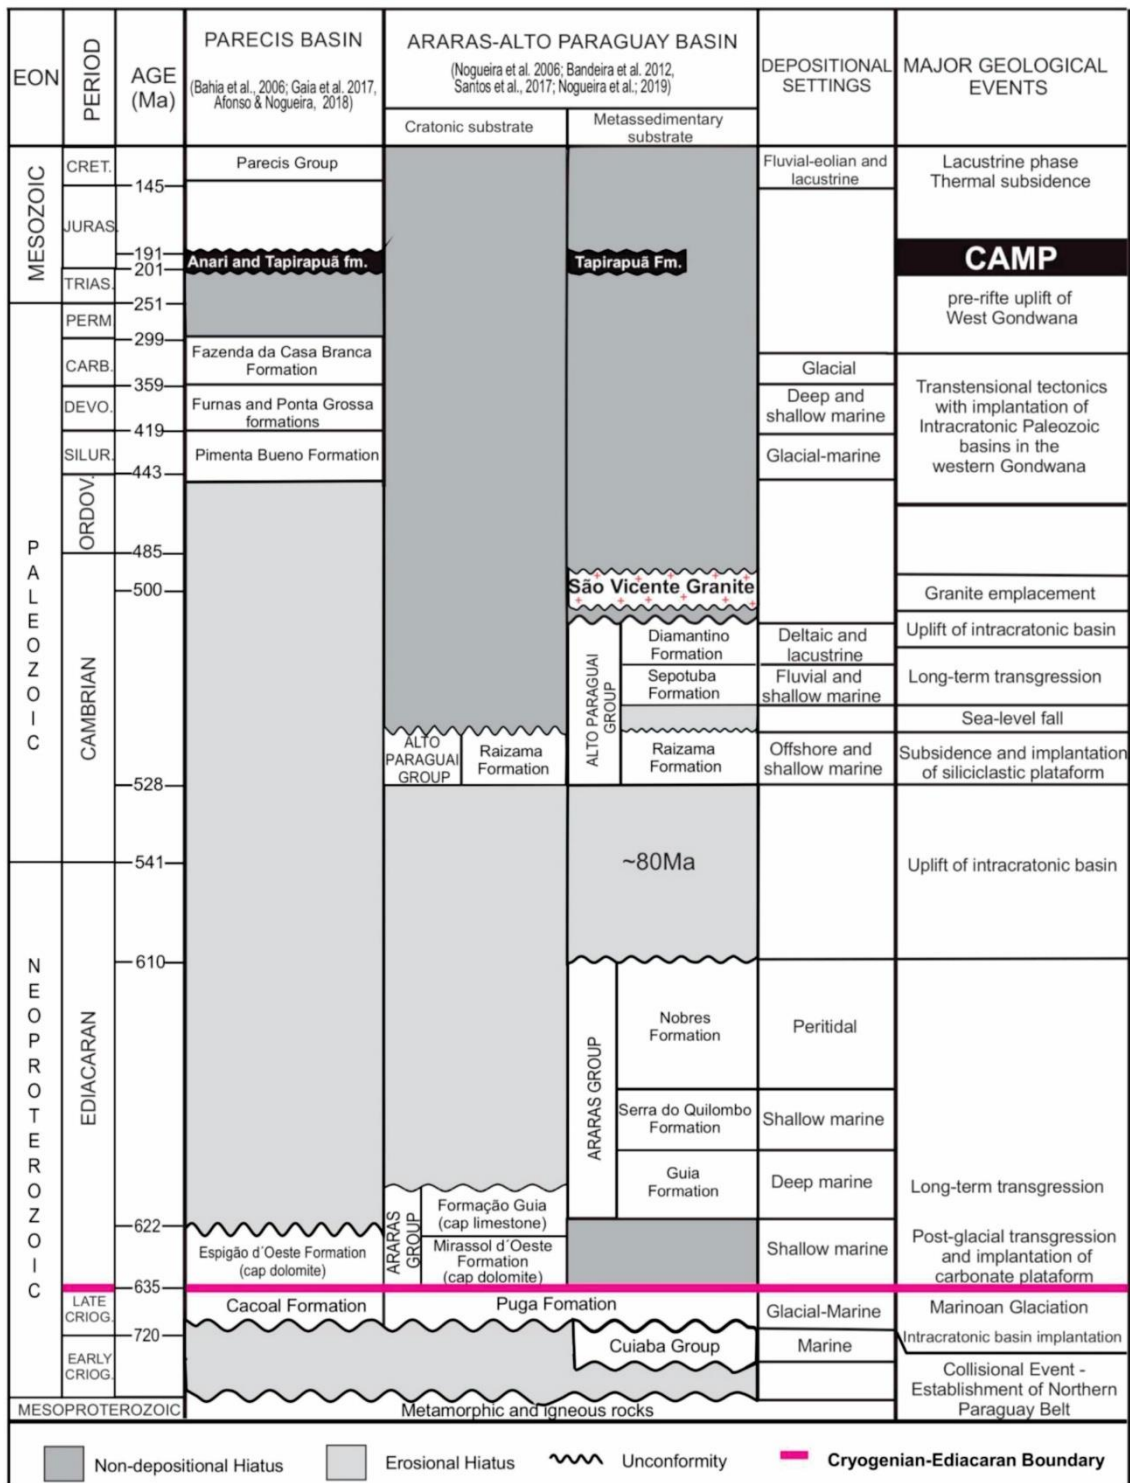 EON
PERIOD
AGE
(Ma)
PARECIS BASIN
(Bahia et al., 2006; Gaia et al. 2017,
Afonso & Nogueira, 2018)
ARARAS-ALTO PARAGUAY BASIN
(Nogueira et al. 2006; Bandeira et al. 2012,
Santos et al., 2017; Nogueira et al.; 2019)
Cratonic substrate
Metassedimentary
substrate
DEPOSITIONAL
SETTINGS
MAJOR GEOLOGICAL
EVENTS
MESOZOIC
CRET.
145
JURAS.
191
201
TRIAS.
251
PALEOZOIC
PERM.
299
CARB.
359
DEVO.
419
SILUR.
443
ORDOV.
485
500
CAMBRIAN
528
541
NEOPROTEROZOIC
610
EDIACARAN
622
635
LATE
CRIOG.
720
EARLY
CRIOG.
MESOPROTEROZOIC
Parecis Group
Anari and Tapirapuã fm.
Fazenda da Casa Branca
Formation
Furnas and Ponta Grossa
formations
Pimenta Bueno Formation
Espigão d´Oeste Formation
(cap dolomite)
Cacoal Formation
ALTO
PARAGUAI
GROUP
Raizama
Formation
ARARAS
GROUP
Formação Guia
(cap limestone)
Mirassol d´Oeste
Formation
(cap dolomite)
Puga Fomation
Tapirapuã Fm.
São Vicente Granite
ALTO PARAGUAI
GROUP
Diamantino
Formation
Sepotuba
Formation
Raizama
Formation
~80Ma
ARARAS GROUP
Nobres
Formation
Serra do Quilombo
Formation
Guia
Formation
Cuiaba Group
Metamorphic and igneous rocks
Fluvial-eolian and
lacustrine
Glacial
Deep and
shallow marine
Glacial-marine
Deltaic and
lacustrine
Fluvial and
shallow marine
Offshore and
shallow marine
Peritidal
Shallow marine
Deep marine
Shallow marine
Glacial-Marine
Marine
Lacustrine phase
Thermal subsidence
CAMP
pre-rifte uplift of
West Gondwana
Transtensional tectonics
with implantation of
Intracratonic Paleozoic
basins in the
western Gondwana
Granite emplacement
Uplift of intracratonic basin
Long-term transgression
Sea-level fall
Subsidence and implantation
of siliciclastic plataform
Uplift of intracratonic basin
Long-term transgression
Post-glacial transgression
and implantation of
carbonate plataform
Marinoan Glaciation
Intracratonic basin implantation
Collisional Event -
Establishment of Northern
Paraguay Belt
Non-depositional Hiatus
Erosional Hiatus
Unconformity
Cryogenian-Ediacaran Boundary